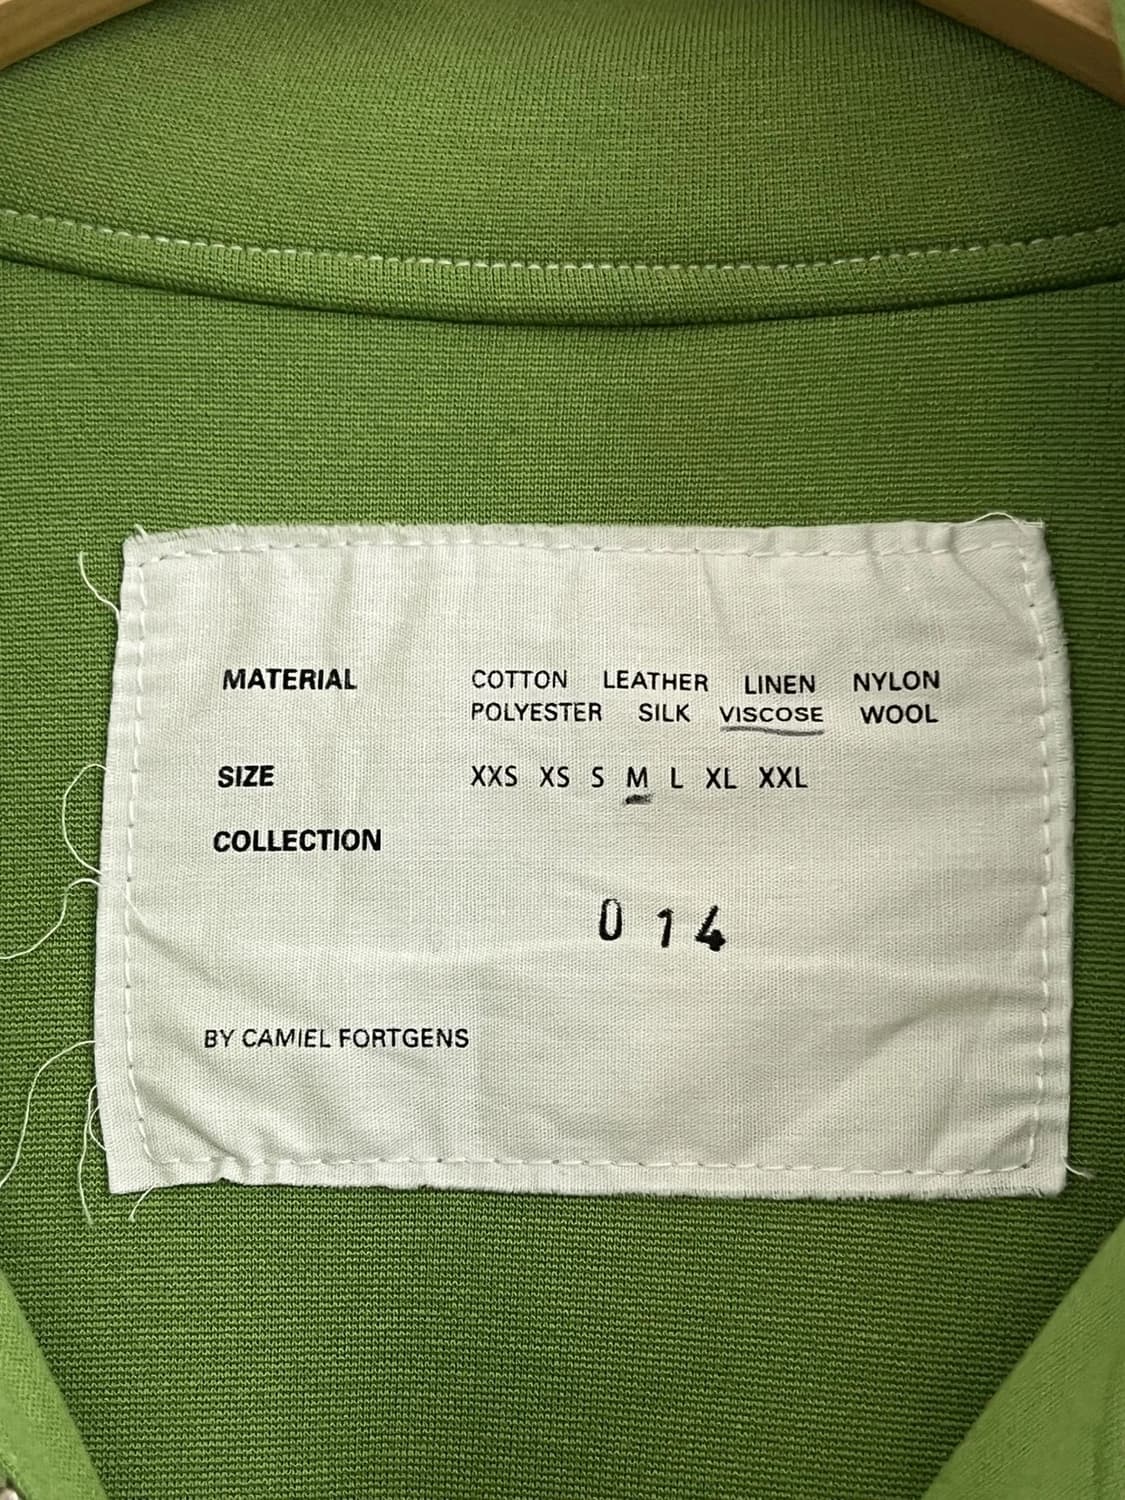 MATERIAL COTTON LEATHER LINEN NYLON
POLYESTER SILK VISCOSE WOOL
SIZE XXS XS S M L XL XXL
COLLECTION
014
BY CAMIEL FORTGENS